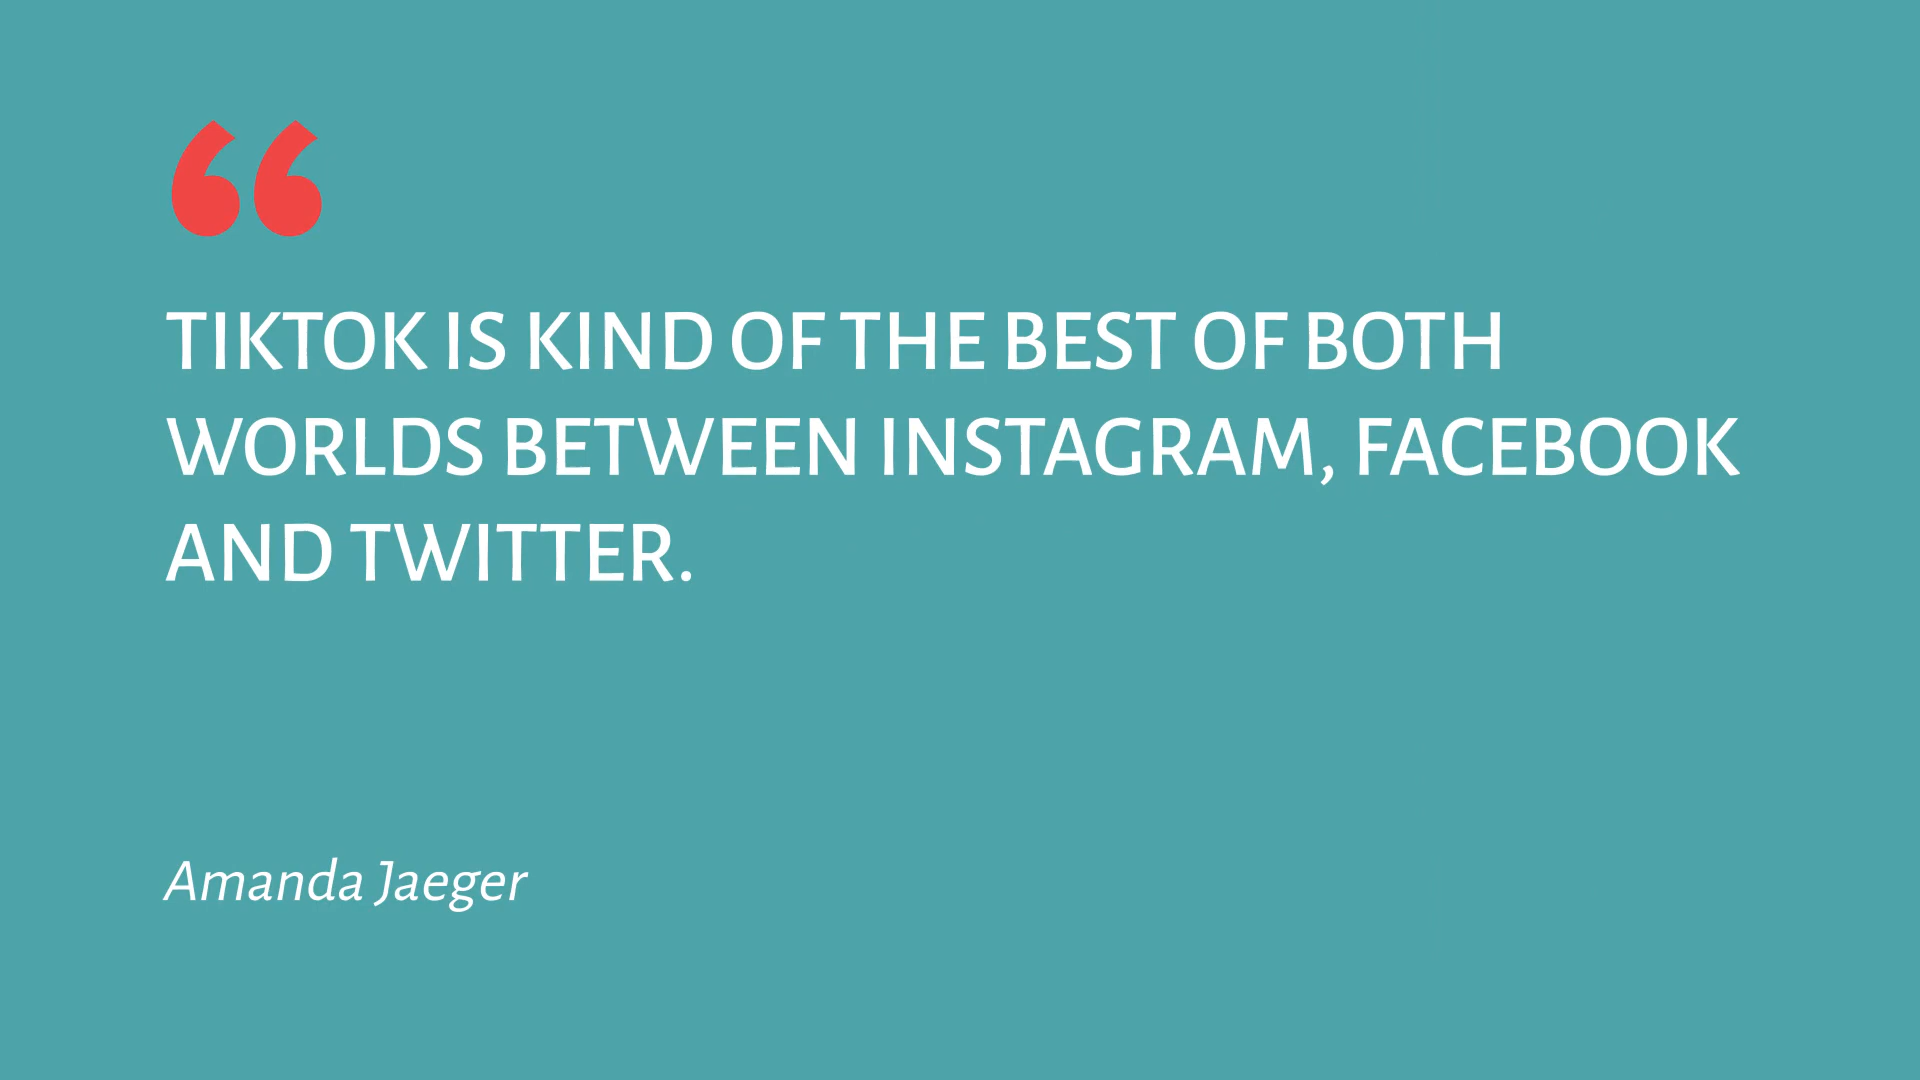 “
TIKTOK IS KIND OF THE BEST OF BOTH
WORLDS BETWEEN INSTAGRAM, FACEBOOK
AND TWITTER.
Amanda Jaeger